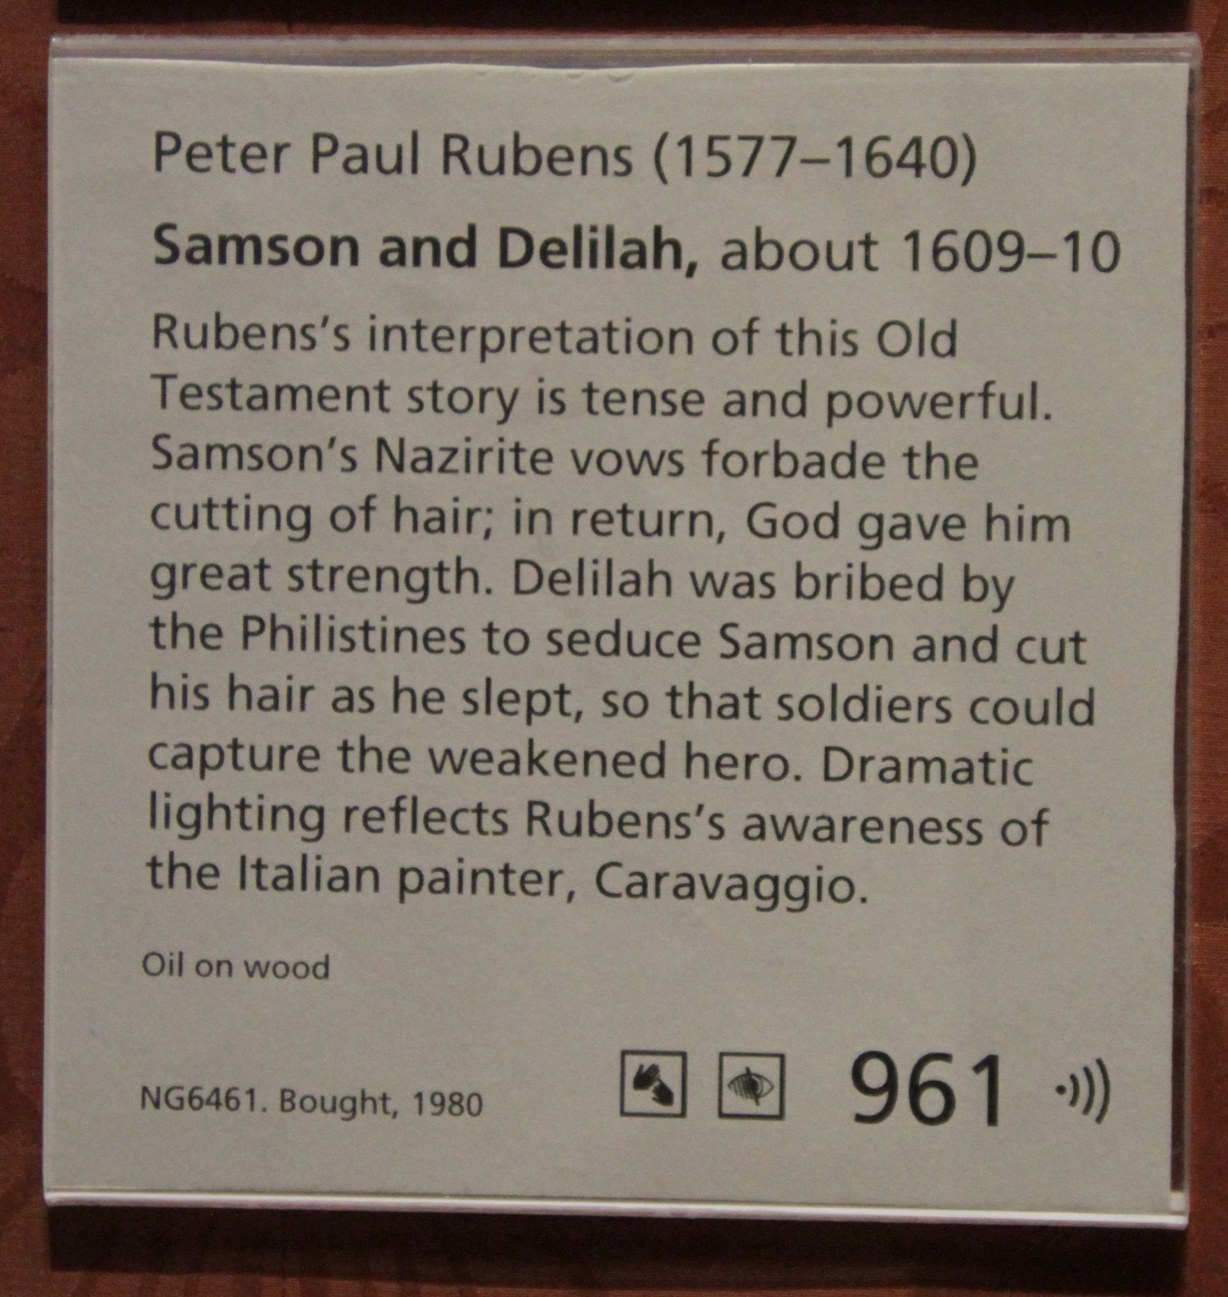 Peter Paul Rubens (1577–1640)
Samson and Delilah, about 1609–10
Rubens's interpretation of this Old
Testament story is tense and powerful.
Samson's Nazirite vows forbade the
cutting of hair; in return, God gave him
great strength. Delilah was bribed by
the Philistines to seduce Samson and cut
his hair as he slept, so that soldiers could
capture the weakened hero. Dramatic
lighting reflects Rubens's awareness of
the Italian painter, Caravaggio.
Oil on wood
NG6461. Bought, 1980
961